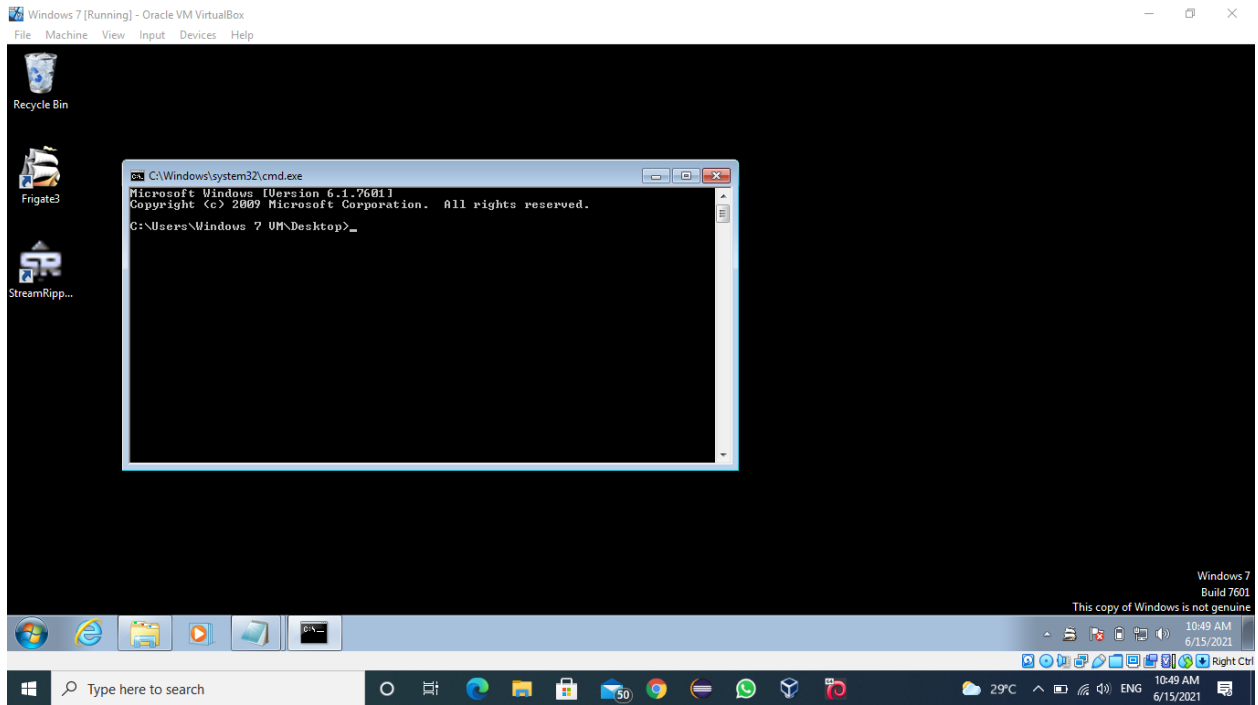 Windows 7 [Running] - Oracle VM VirtualBox
File Machine View Input Devices Help
Recycle Bin
Frigate3
StreamRipp...
C:\Windows\system32\cmd.exe
Microsoft Windows [Version 6.1.7601]
Copyright (c) 2009 Microsoft Corporation. All rights reserved.
C:\Users\Windows 7 VM\Desktop>_
Windows 7
Build 7601
This copy of Windows is not genuine
10:49 AM
6/15/2021
Right Ctrl
Type here to search
50
29°C
ENG
10:49 AM
6/15/2021